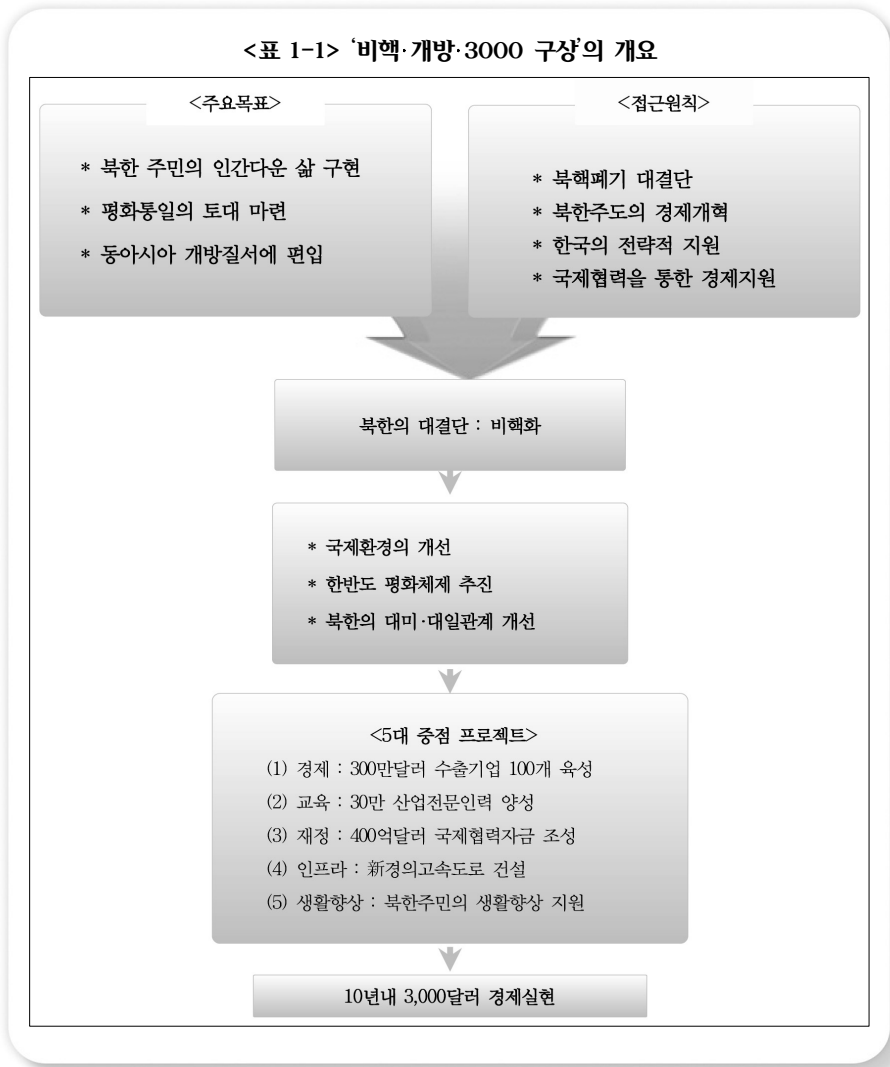 <표 1-1> ‘비핵·개방·3000 구상’의 개요
<주요목표>
* 북한 주민의 인간다운 삶 구현
* 평화통일의 토대 마련
* 동아시아 개방질서에 편입
<접근원칙>
* 북핵폐기 대결단
* 북한주도의 경제개혁
* 한국의 전략적 지원
* 국제협력을 통한 경제지원
북한의 대결단 : 비핵화
* 국제환경의 개선
* 한반도 평화체제 추진
* 북한의 대미·대일관계 개선
<5대 중점 프로젝트>
(1) 경제 : 300만달러 수출기업 100개 육성
(2) 교육 : 30만 산업전문인력 양성
(3) 재정 : 400억달러 국제협력자금 조성
(4) 인프라 : 新경의고속도로 건설
(5) 생활향상 : 북한주민의 생활향상 지원
10년내 3,000달러 경제실현